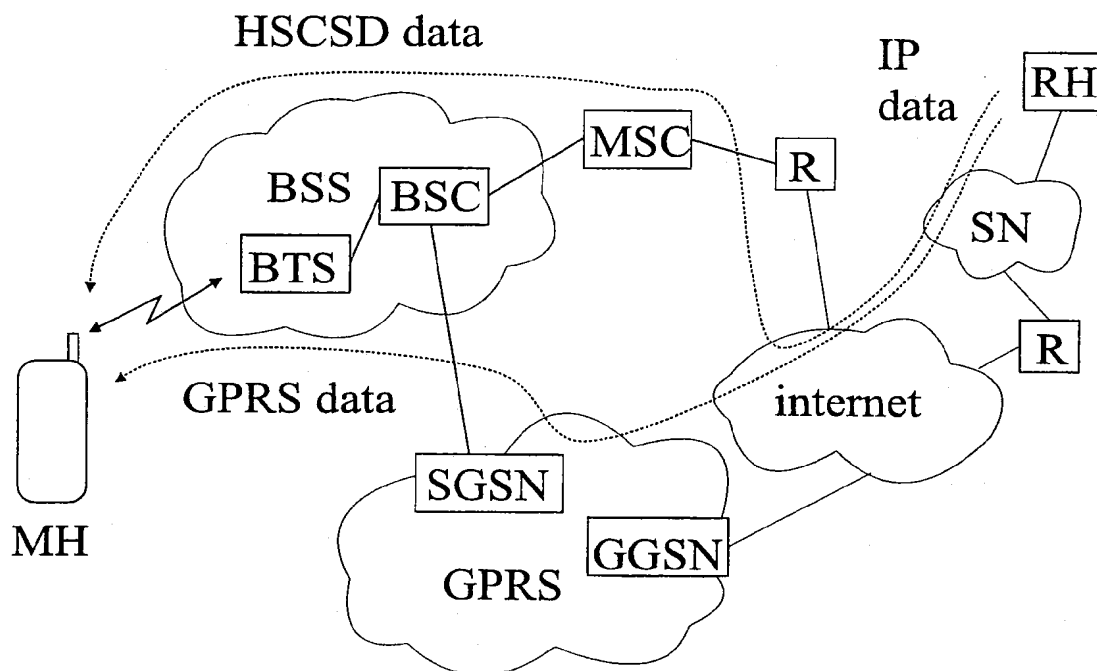 HSCSD data
IP
data
RH
MSC
R
BSS
BSC
SN
BTS
R
GPRS data
internet
SGSN
MH
GGSN
GPRS